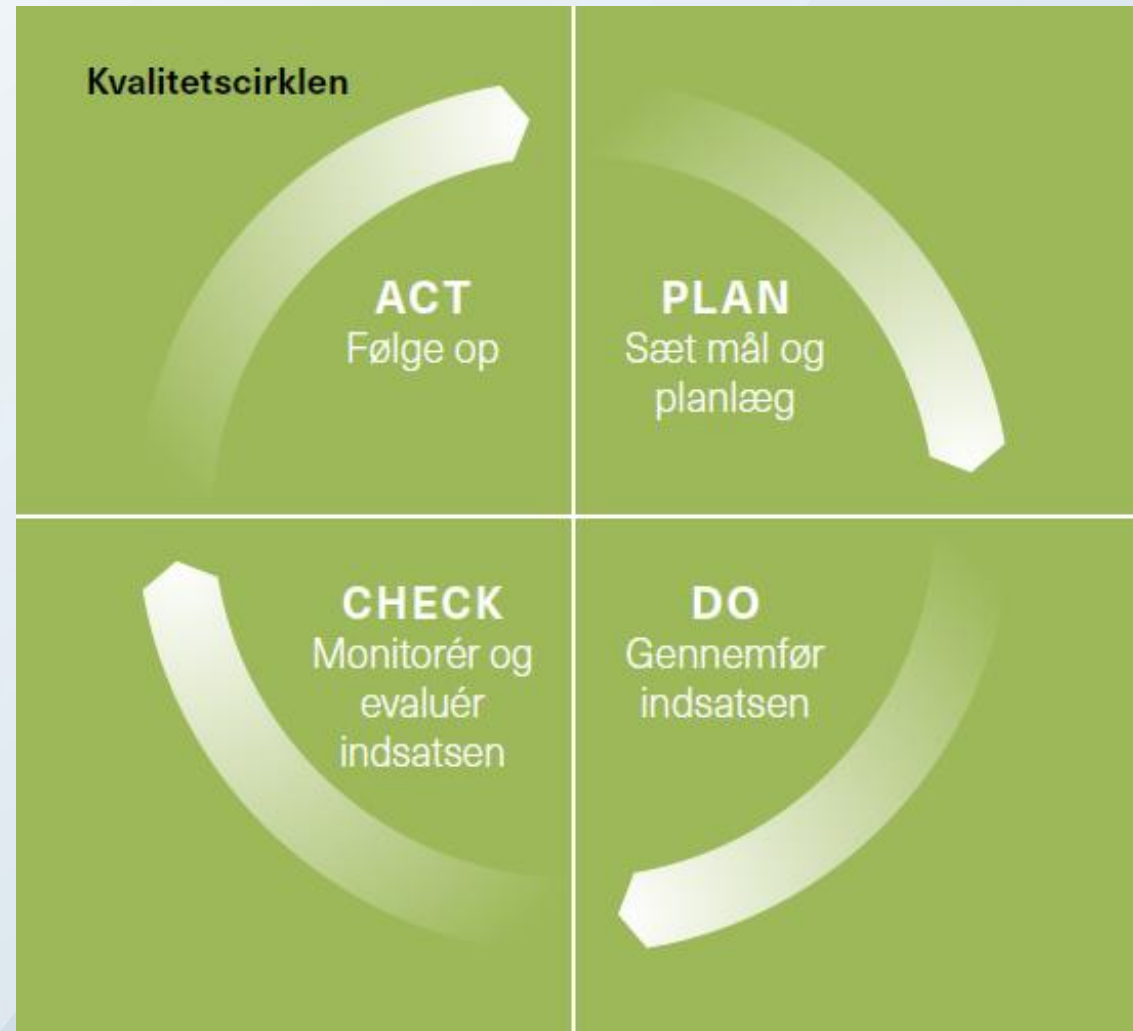 Kvalitetscirklen
ACT
Følge op
PLAN
Sæt mål og
planlæg
CHECK
Monitorér og
evaluér
indsatsen
DO
Gennemfør
indsatsen